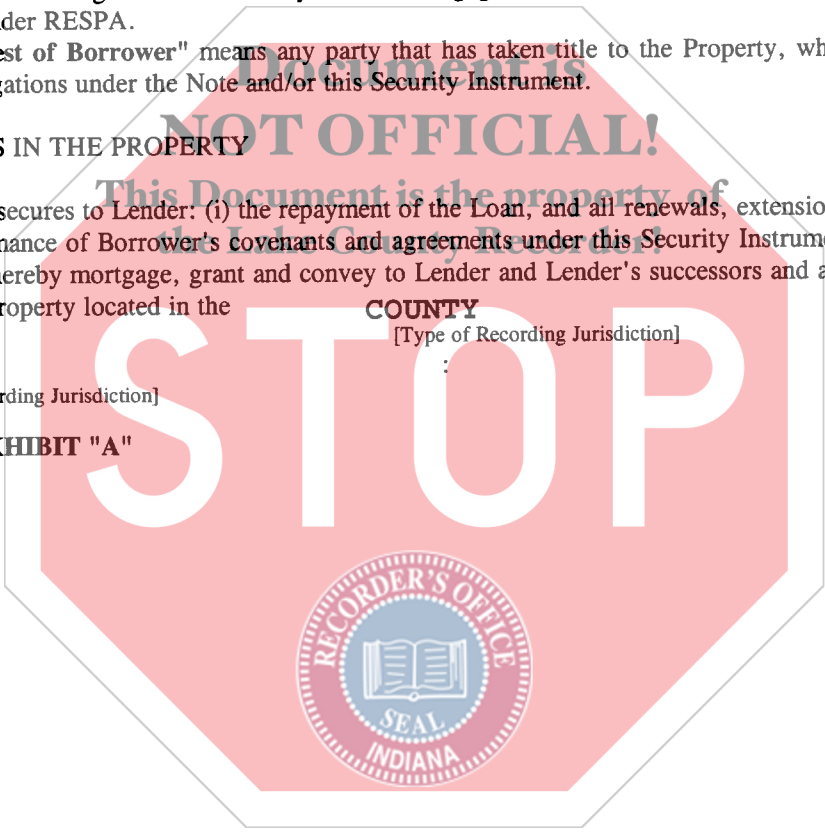 der RESPA.
est of Borrower" means any party that has taken title to the Property, wh
gations under the Note and/or this Security Instrument.
Document is
NOT OFFICIAL!
S IN THE PROPERTY
This Document is the property of
the Lake County Recorder!
secures to Lender: (i) the repayment of the Loan, and all renewals, extensio
nance of Borrower's covenants and agreements under this Security Instrum
ereby mortgage, grant and convey to Lender and Lender's successors and a
roperty located in the COUNTY
[Type of Recording Jurisdiction]
:
rding Jurisdiction]
XHIBIT "A"
STOP
RECORDER'S OFFICE
SEAL
INDIANA